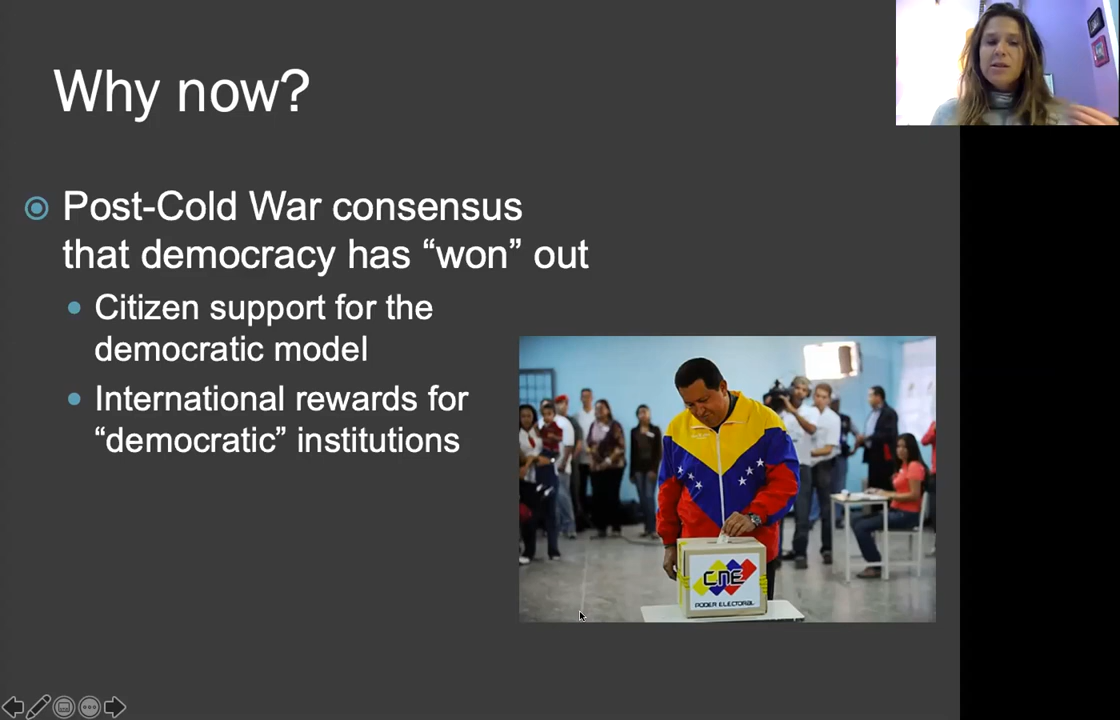 Why now?
Post-Cold War consensus
that democracy has “won” out
Citizen support for the
democratic model
International rewards for
“democratic” institutions
CNE
PODER ELECTORAL